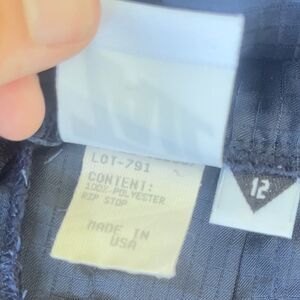 LOT-791
CONTENT:
100% POLYESTER
RIP STOP
MADE IN
USA
12